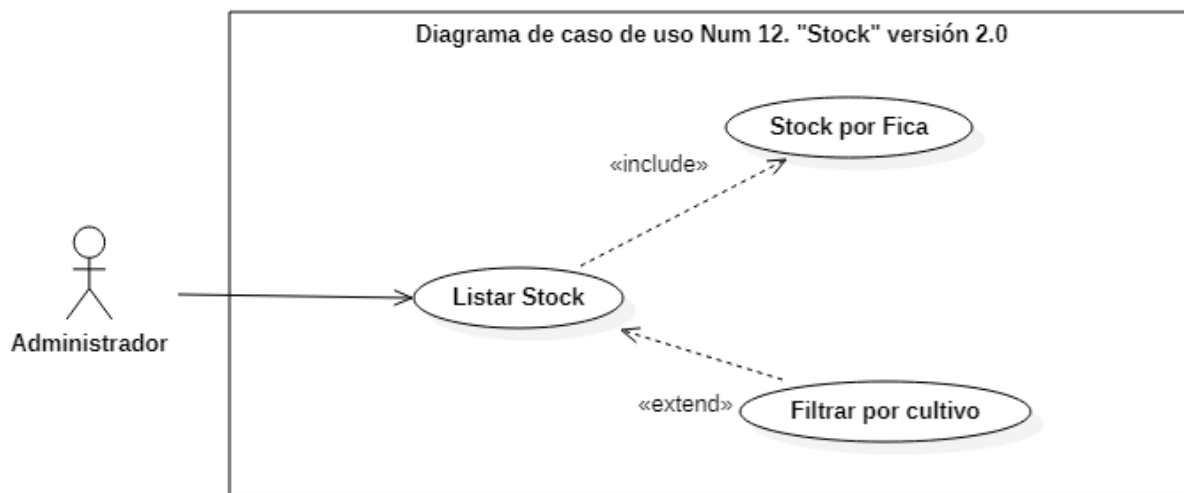 Diagrama de caso de uso Num 12. "Stock" versión 2.0
Stock por Fica
«include»
Listar Stock
Administrador
«extend»
Filtrar por cultivo